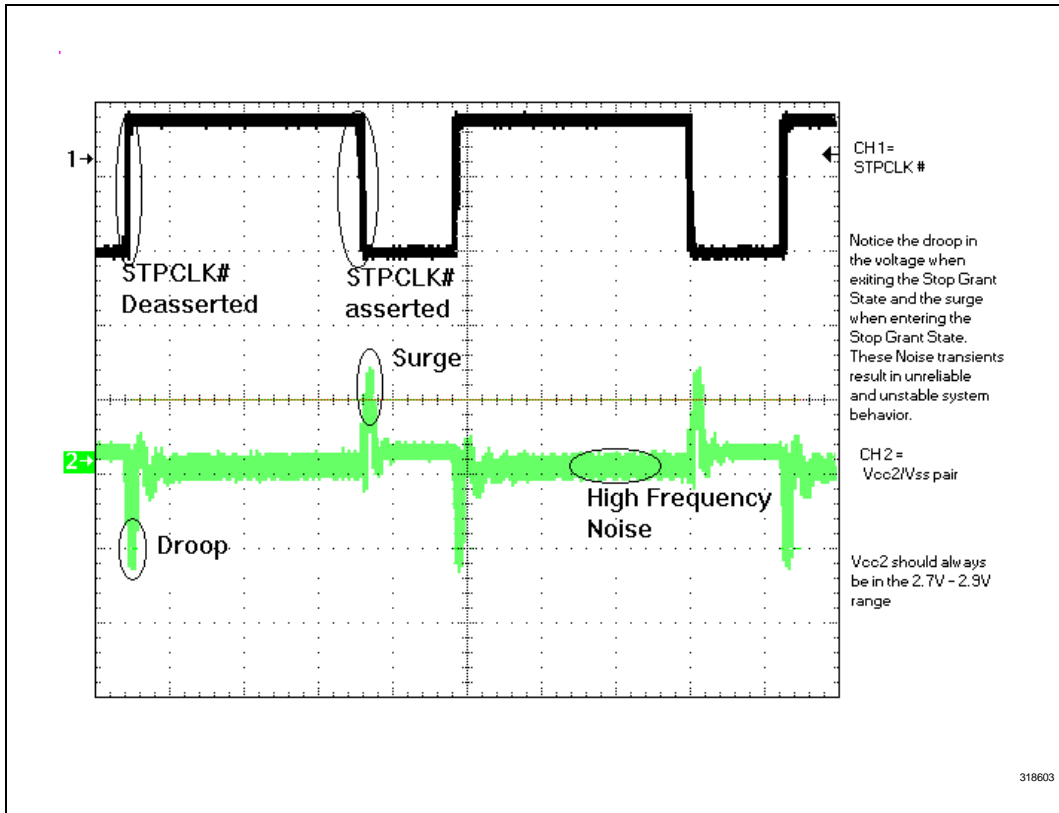 1→
CH 1=
STPCLK #
STPCLK#
Deasserted
STPCLK#
asserted
Notice the droop in
the voltage when
exiting the Stop Grant
State and the surge
when entering the
Stop Grant State.
These Noise transients
result in unreliable
and unstable system
behavior.
Surge
2→
CH 2 =
Vcc2/Vss pair
High Frequency
Noise
Droop
Vcc2 should always
be in the 2.7V - 2.9V
range
318603